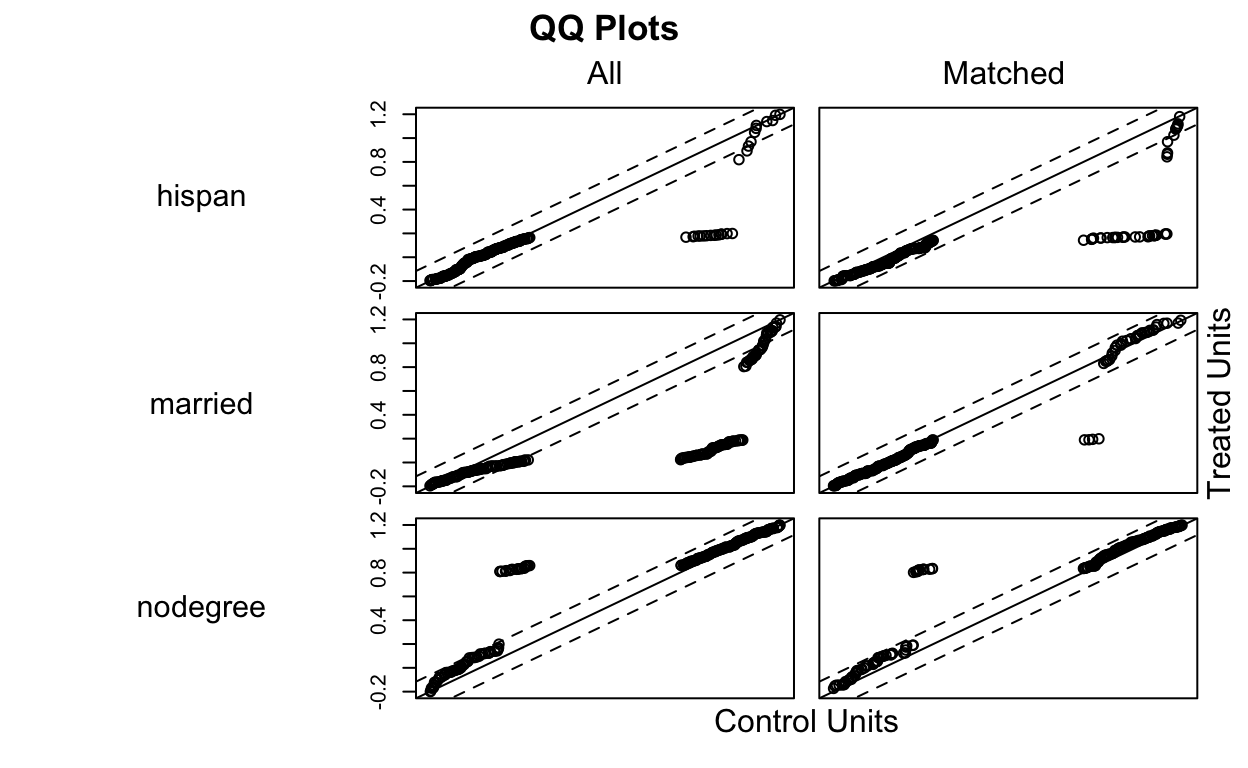 QQ Plots
All Matched
hispan
1.2
0.8
0.4
-0.2
married
1.2
0.8
0.4
-0.2
nodegree
1.2
0.8
0.4
-0.2
Treated Units
Control Units